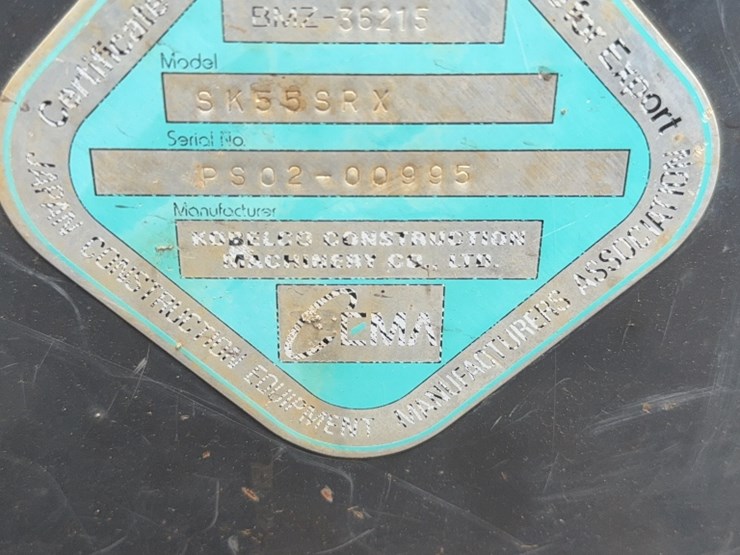 Certificate for Export
BMZ-36215
Model
SK55SRX
Serial No.
PS02-00995
Manufacturer
KOBELCO CONSTRUCTION
MACHINERY CO., LTD.
CEMA
JAPAN CONSTRUCTION EQUIPMENT MANUFACTURERS ASSOCIATION